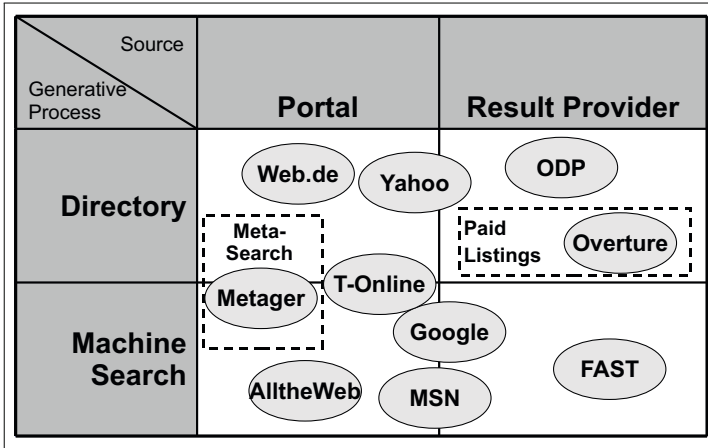 Source
Generative
Process
Portal
Result Provider
Directory
Web.de
Yahoo
ODP
Meta-
Search
Paid
Listings
Overture
Metager
T-Online
Machine
Search
Google
AlltheWeb
MSN
FAST